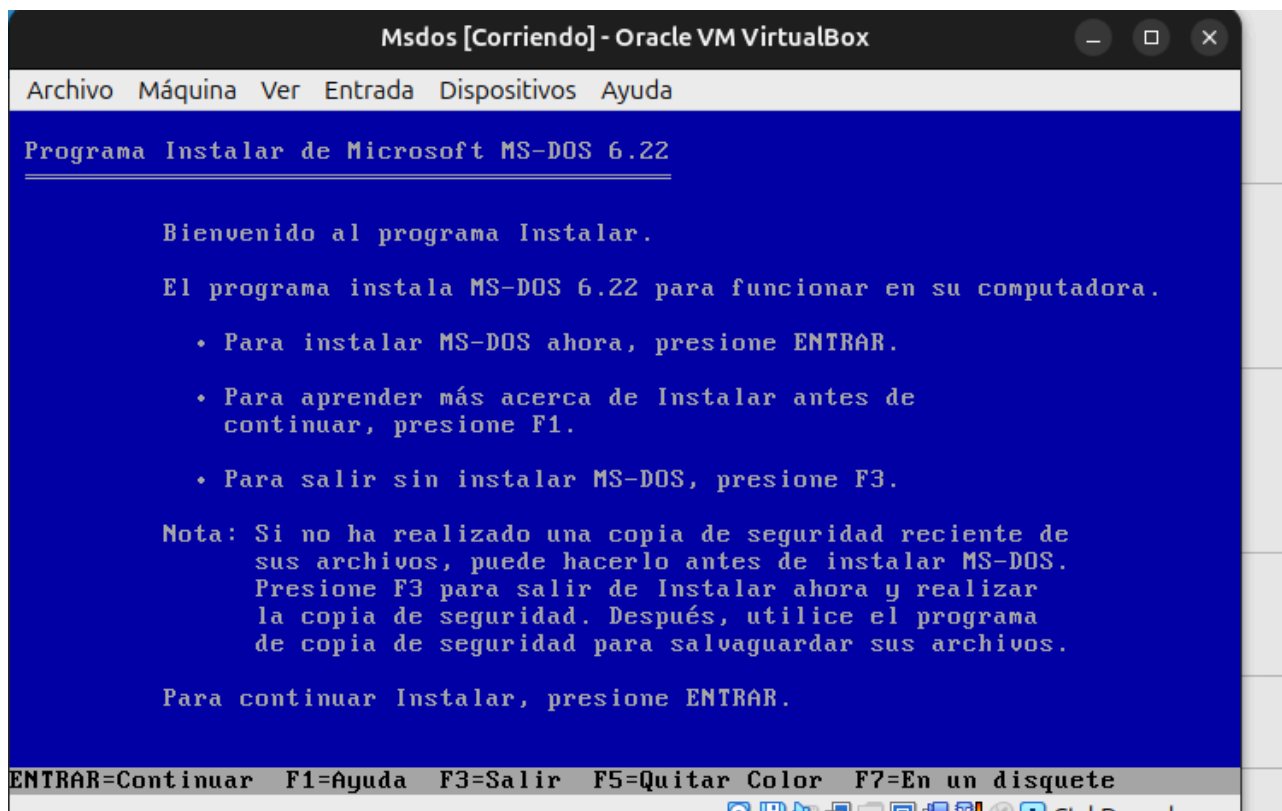 Msdos [Corriendo] - Oracle VM VirtualBox
Archivo Máquina Ver Entrada Dispositivos Ayuda
Programa Instalar de Microsoft MS-DOS 6.22
Bienvenido al programa Instalar.
El programa instala MS-DOS 6.22 para funcionar en su computadora.
• Para instalar MS-DOS ahora, presione ENTRAR.
• Para aprender más acerca de Instalar antes de
continuar, presione F1.
• Para salir sin instalar MS-DOS, presione F3.
Nota: Si no ha realizado una copia de seguridad reciente de
sus archivos, puede hacerlo antes de instalar MS-DOS.
Presione F3 para salir de Instalar ahora y realizar
la copia de seguridad. Después, utilice el programa
de copia de seguridad para salvaguardar sus archivos.
Para continuar Instalar, presione ENTRAR.
ENTRAR=Continuar F1=Ayuda F3=Salir F5=Quitar Color F7=En un disquete